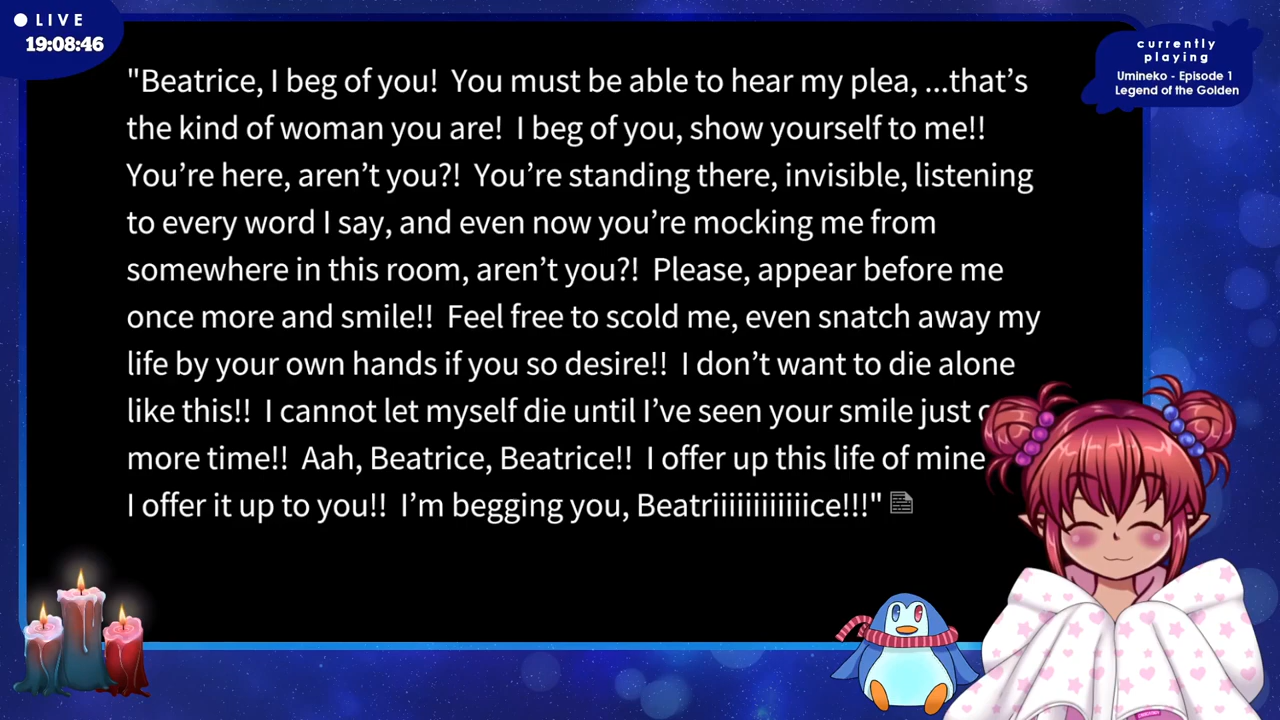 LIVE
19:08:46
currently
playing
Umineko - Episode 1
Legend of the Golden
"Beatrice, I beg of you!  You must be able to hear my plea, ...that’s
the kind of woman you are!  I beg of you, show yourself to me!!
You’re here, aren’t you?!  You’re standing there, invisible, listening
to every word I say, and even now you’re mocking me from
somewhere in this room, aren’t you?!  Please, appear before me
once more and smile!!  Feel free to scold me, even snatch away my
life by your own hands if you so desire!!  I don’t want to die alone
like this!!  I cannot let myself die until I’ve seen your smile just
more time!!  Aah, Beatrice, Beatrice!!  I offer up this life of mine
I offer it up to you!!  I’m begging you, Beatriiiiiiiiiiiice!!!"